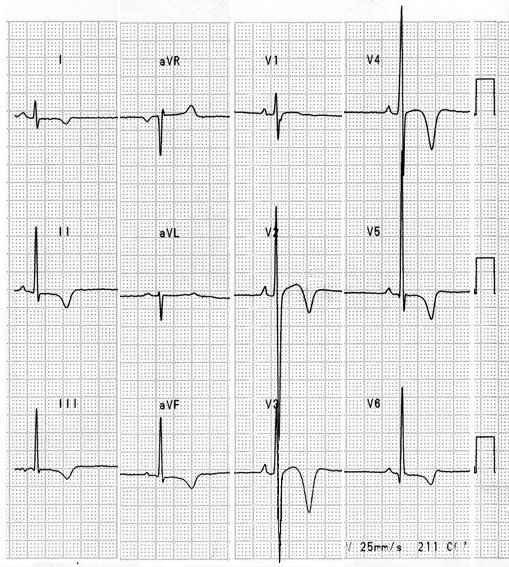 I aVR V1 V4
II aVL V2 V5
III aVF V3 V6
25mm/s 211